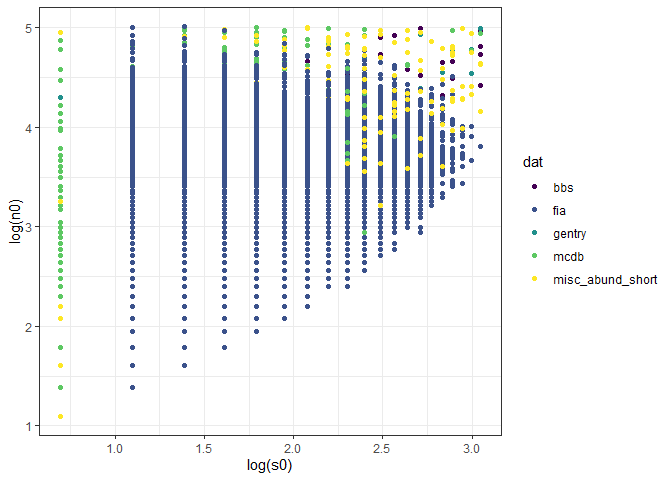 5
4
3
2
1
log(n0)
1.0
1.5
2.0
2.5
3.0
log(s0)
dat
bbs
fia
gentry
mcdb
misc_abund_short